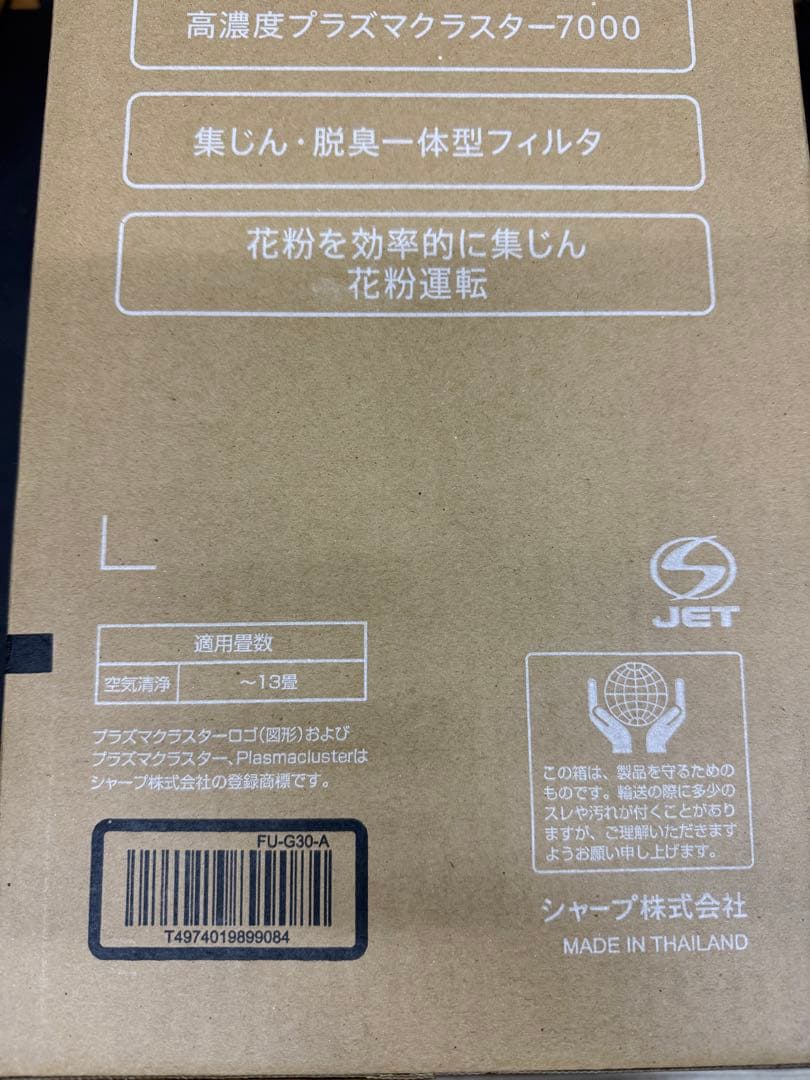 高濃度プラズマクラスター7000
集じん・脱臭一体型フィルタ
花粉を効率的に集じん
花粉運転
JET
適用畳数
空気清浄 ～13畳
プラズマクラスターロゴ(図形)および
プラズマクラスター、Plasmaclusterは
シャープ株式会社の登録商標です。
FU-G30-A
T4974019899084
この箱は、製品を守るための
ものです。輸送の際に多少の
スレや汚れが付くことがあり
ますが、ご理解いただきます
ようお願い申し上げます。
シャープ株式会社
MADE IN THAILAND